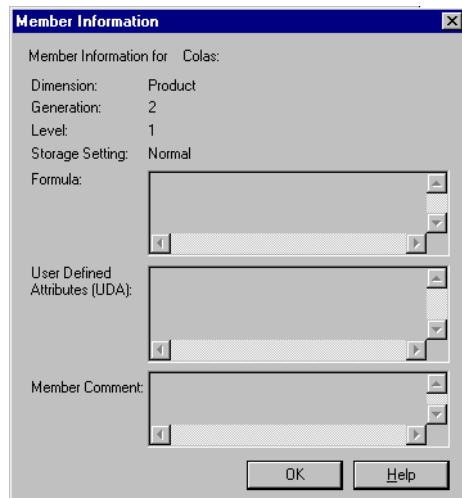 Member Information
Member Information for Colas:
Dimension: Product
Generation: 2
Level: 1
Storage Setting: Normal
Formula:
User Defined
Attributes (UDA):
Member Comment:
OK Help